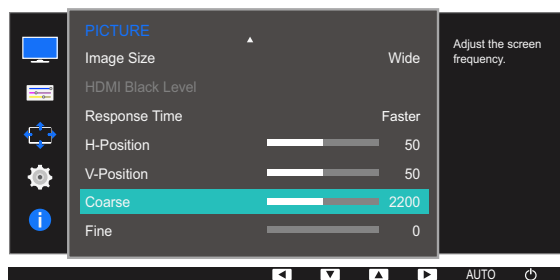 PICTURE
Image Size Wide
HDMI Black Level
Response Time Faster
H-Position 50
V-Position 50
Coarse 2200
Fine 0
Adjust the screen
frequency.
AUTO